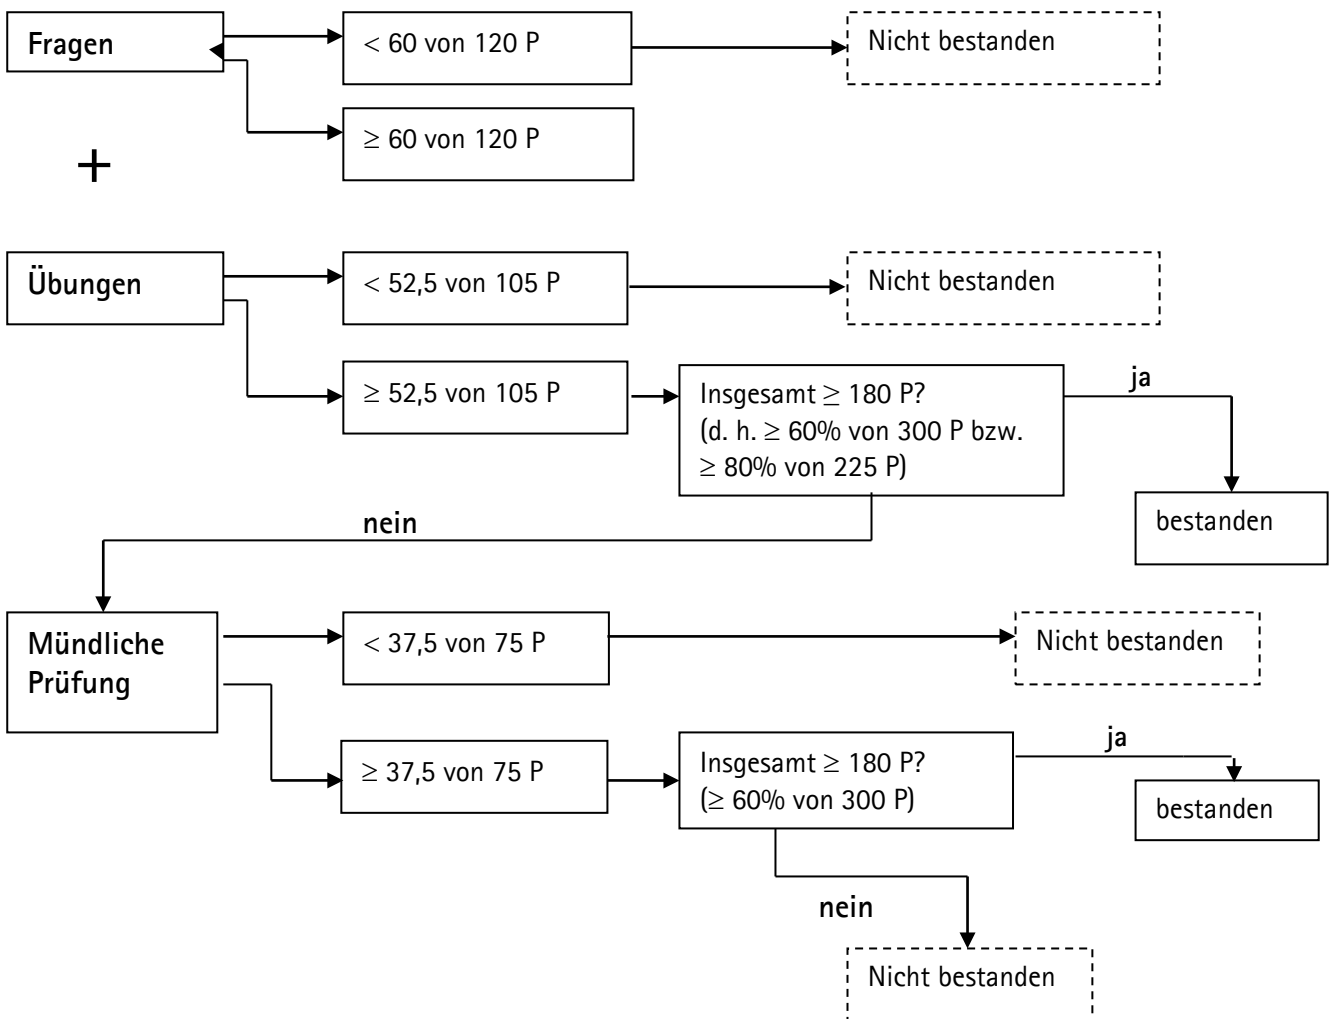 Fragen
< 60 von 120 P
Nicht bestanden
≥ 60 von 120 P
+
Übungen
< 52,5 von 105 P
Nicht bestanden
≥ 52,5 von 105 P
Insgesamt ≥ 180 P?
(d. h. ≥ 60% von 300 P bzw.
≥ 80% von 225 P)
ja
bestanden
nein
Mündliche
Prüfung
< 37,5 von 75 P
Nicht bestanden
≥ 37,5 von 75 P
Insgesamt ≥ 180 P?
(≥ 60% von 300 P)
ja
bestanden
nein
Nicht bestanden